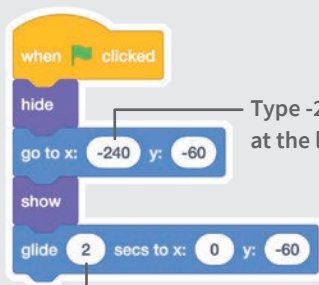 when clicked
hide
Type -2
go to x: -240 y: -60
at the
show
glide 2 secs to x: 0 y: -60